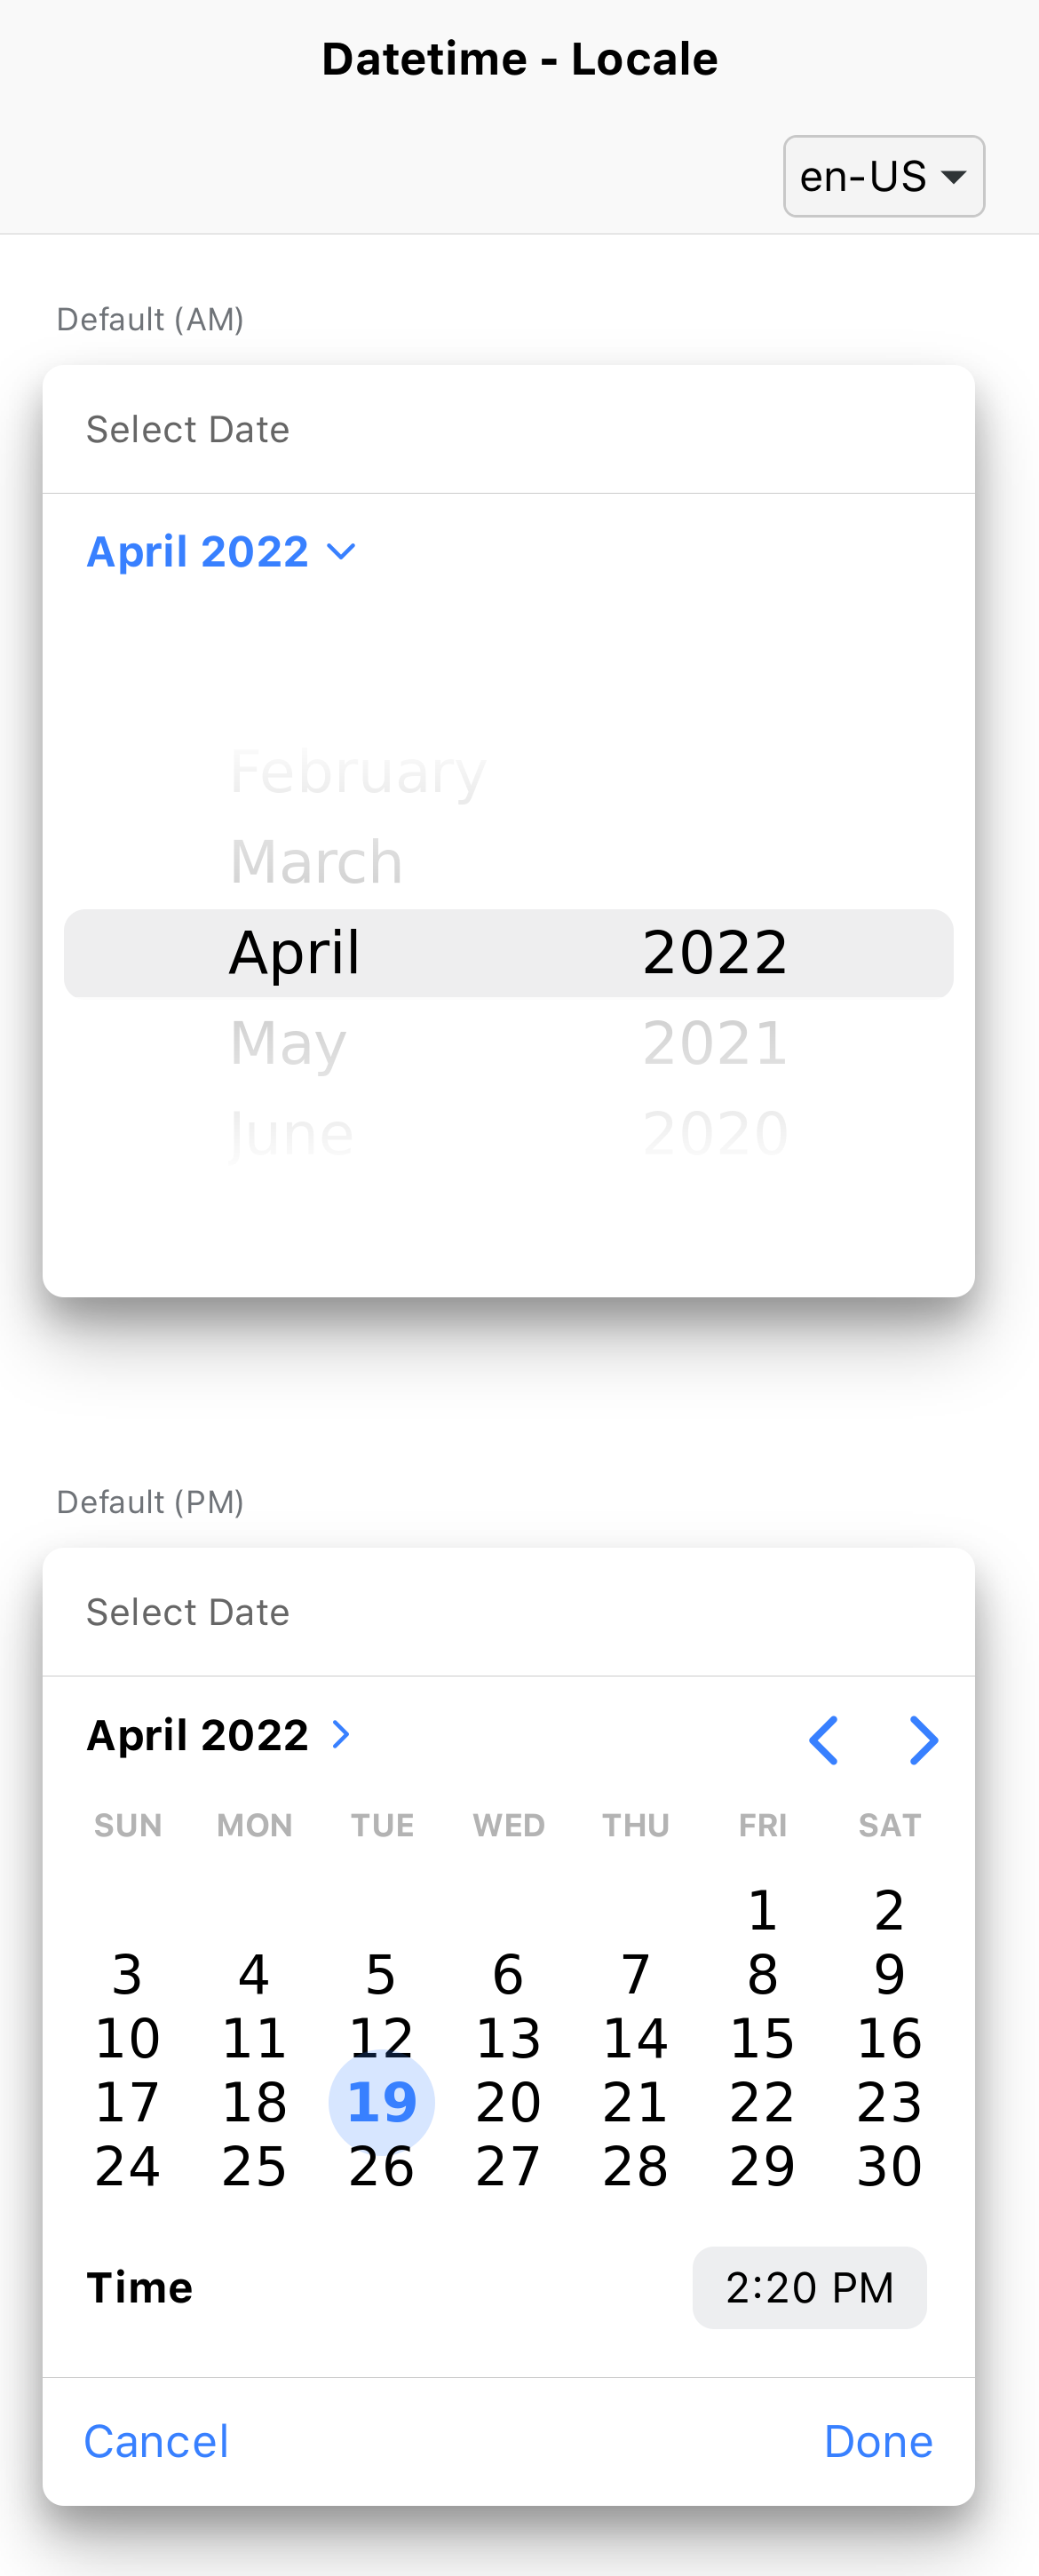 Datetime - Locale
en-US
Default (AM)
Select Date
April 2022
February
March
April 2022
May 2021
June 2020
Default (PM)
Select Date
April 2022
SUN MON TUE WED THU FRI SAT
1 2
3 4 5 6 7 8 9
10 11 12 13 14 15 16
17 18 19 20 21 22 23
24 25 26 27 28 29 30
Time 2:20 PM
Cancel Done